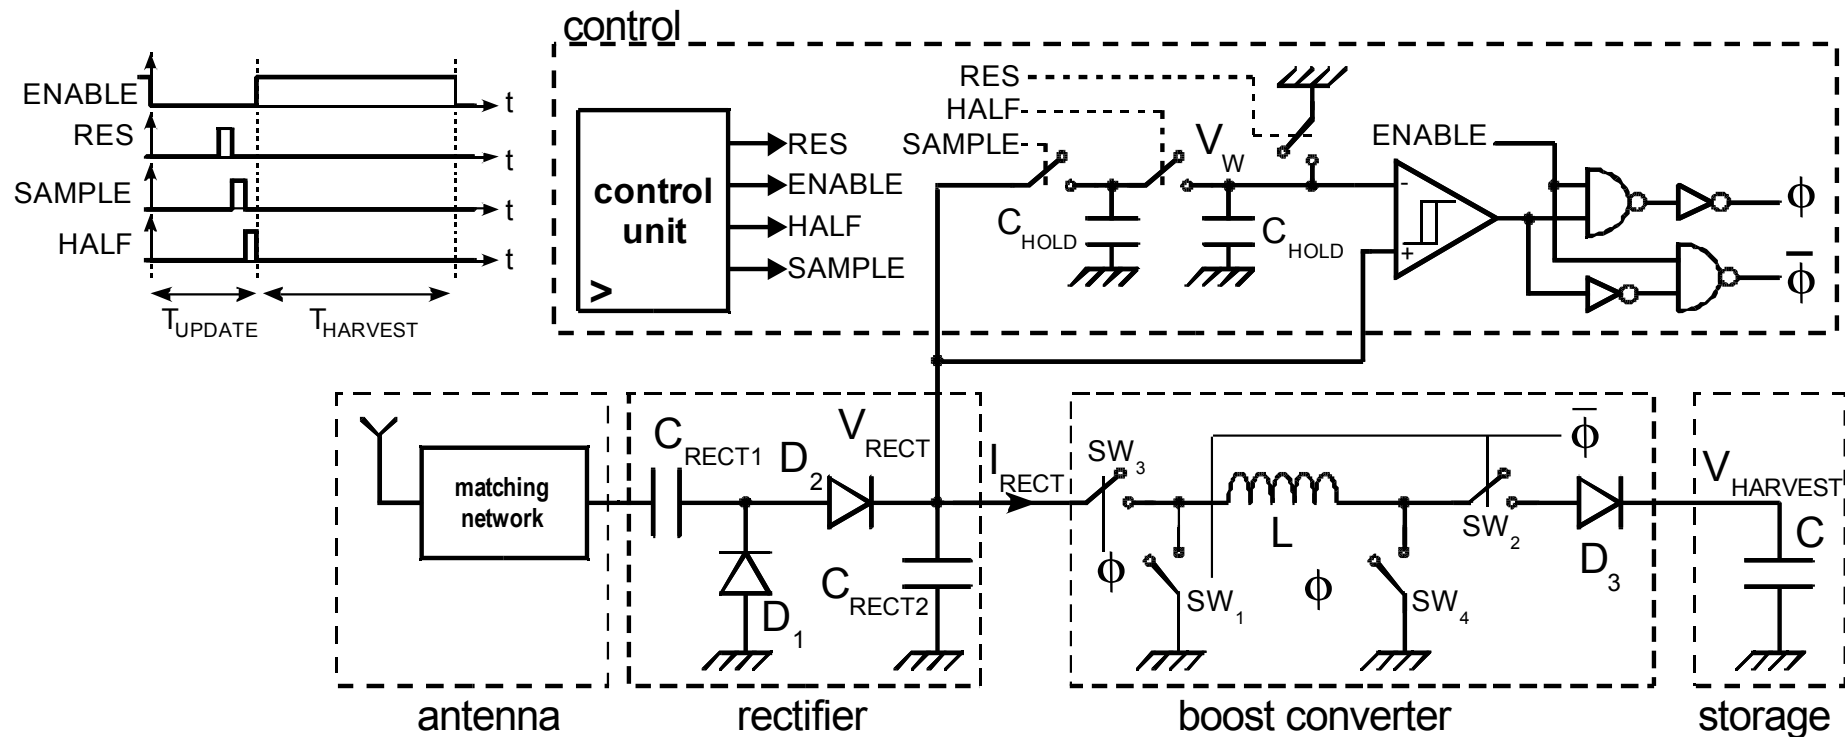 control
ENABLE
t
RES
t
SAMPLE
t
HALF
t
T_UPDATE
T_HARVEST
control
unit
>
RES
ENABLE
HALF
SAMPLE
RES
HALF
SAMPLE
V_W
C_HOLD
C_HOLD
-
+
ENABLE
ϕ
ϕ̅
matching
network
C_RECT1
D_2
V_RECT
D_1
C_RECT2
I_RECT
SW_3
ϕ
SW_1
L
ϕ
SW_4
ϕ̅
SW_2
D_3
V_HARVEST
C
antenna
rectifier
boost converter
storage